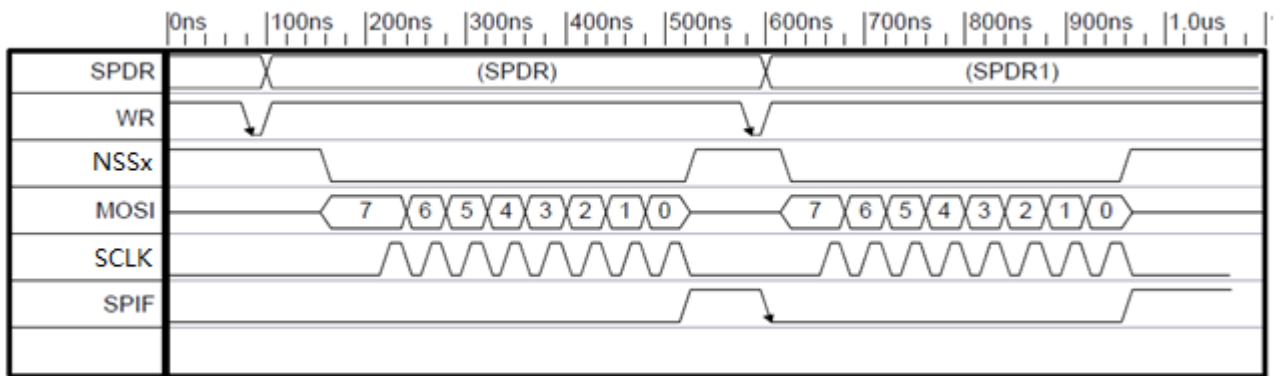 0ns 100ns 200ns 300ns 400ns 500ns 600ns 700ns 800ns 900ns 1.0us
SPDR (SPDR) (SPDR1)
WR
NSSx
MOSI 7 6 5 4 3 2 1 0 7 6 5 4 3 2 1 0
SCLK
SPIF